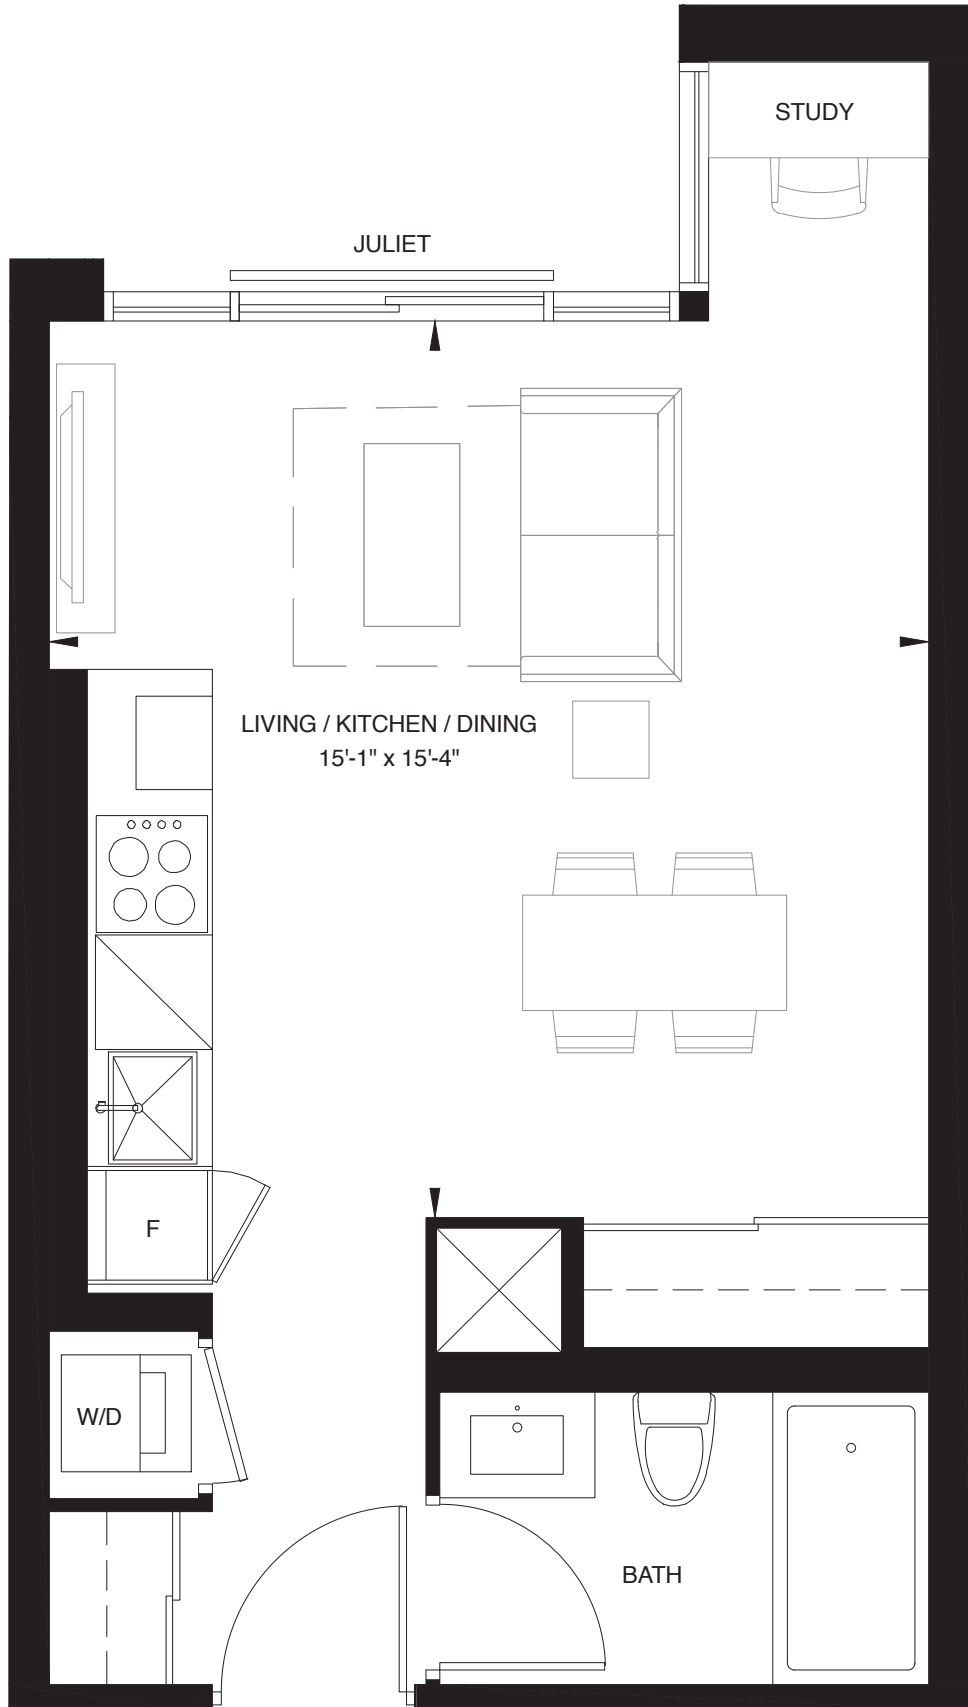 STUDY
JULIET
LIVING / KITCHEN / DINING
15'-1" x 15'-4"
F
W/D
BATH